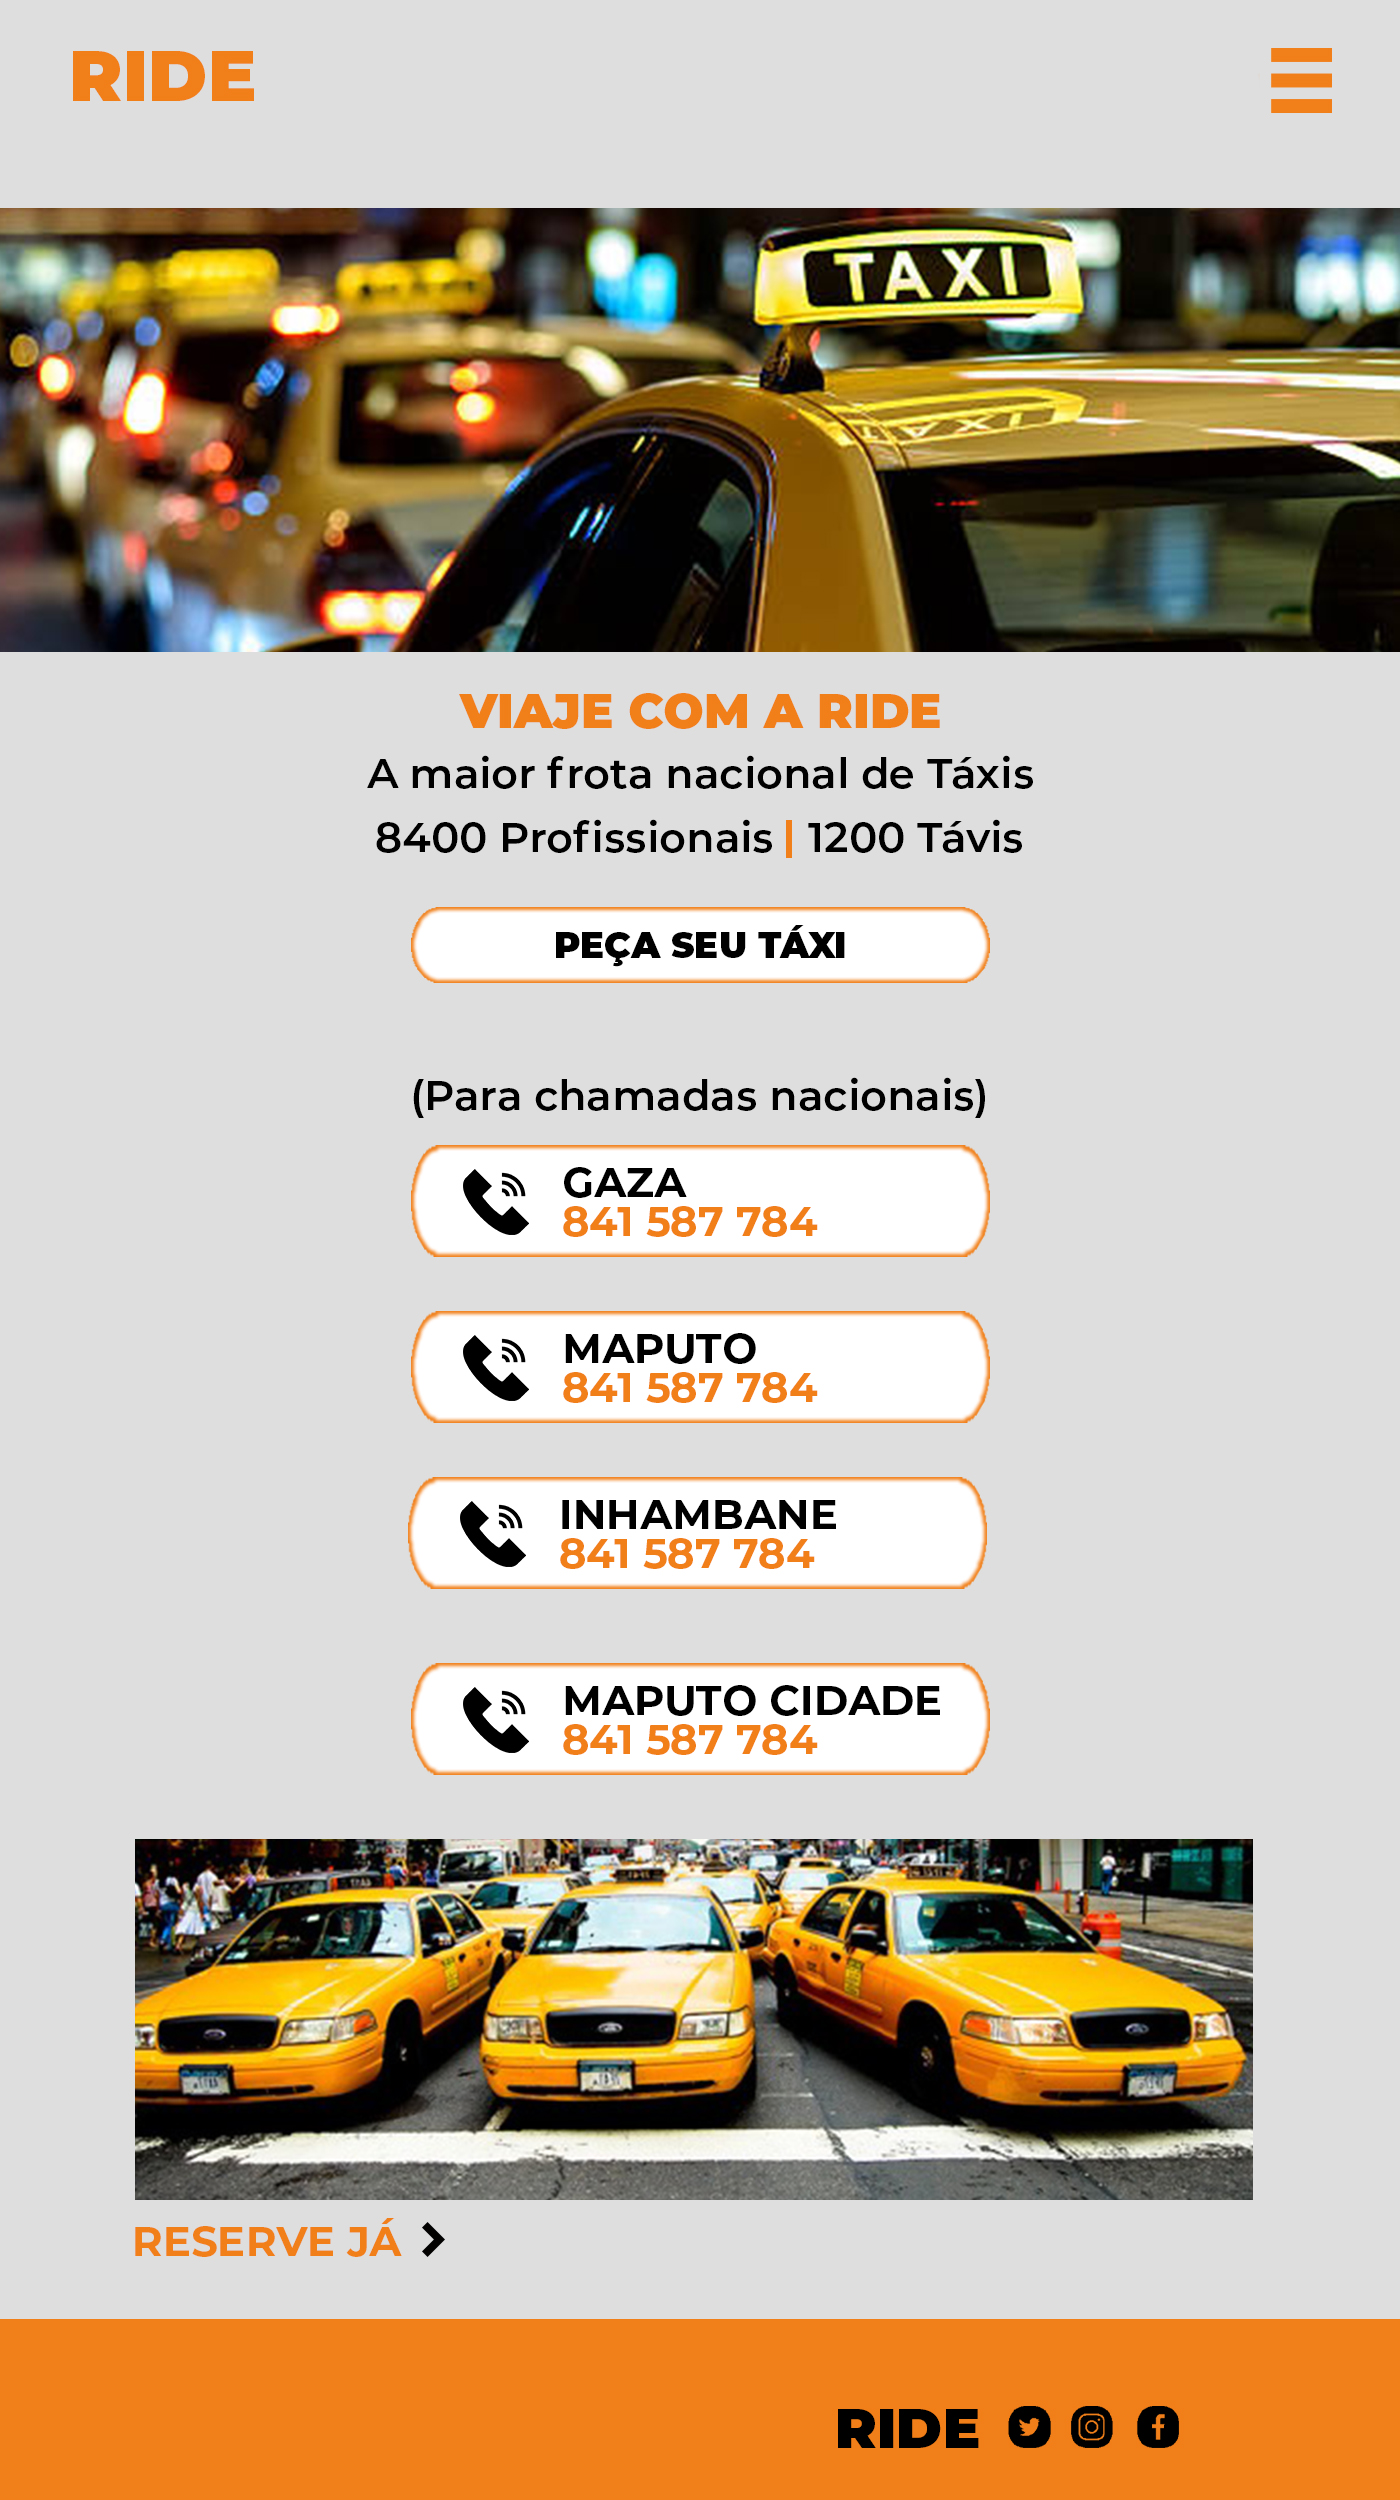 RIDE
TAXI
VIAJE COM A RIDE
A maior frota nacional de Táxis
8400 Profissionais | 1200 Távis
PEÇA SEU TÁXI
(Para chamadas nacionais)
GAZA
841 587 784
MAPUTO
841 587 784
INHAMBANE
841 587 784
MAPUTO CIDADE
841 587 784
RESERVE JÁ
RIDE